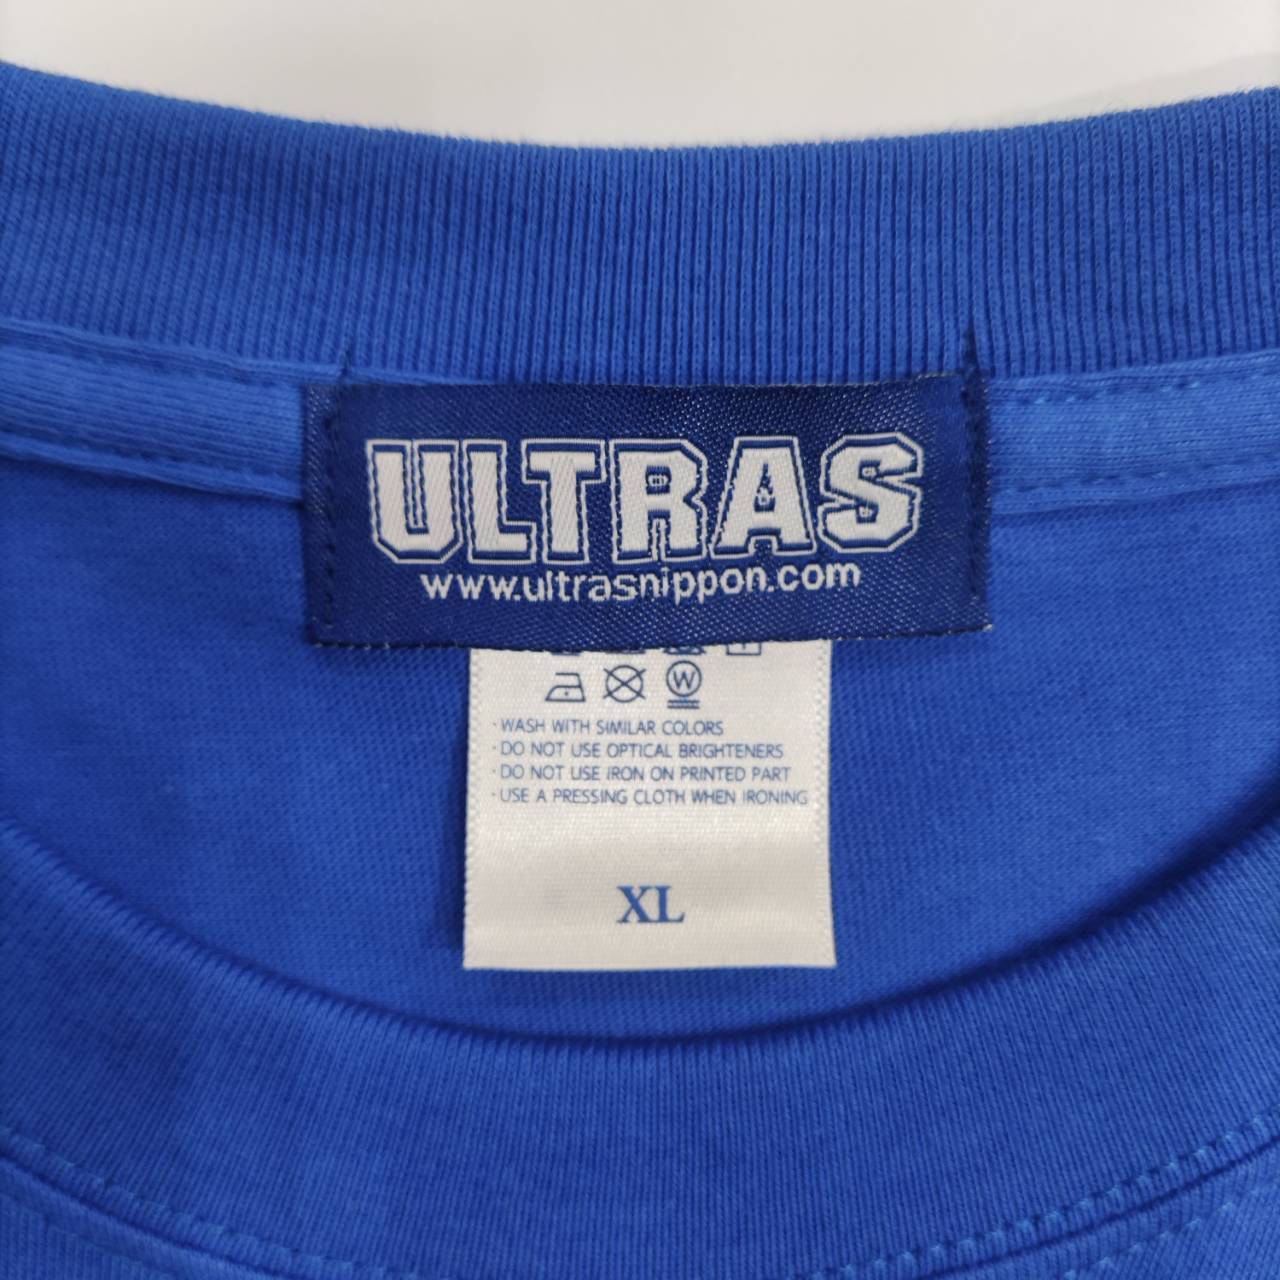 ULTRAS
www.ultrasnippon.com
W
· WASH WITH SIMILAR COLORS
· DO NOT USE OPTICAL BRIGHTENERS
· DO NOT USE IRON ON PRINTED PART
· USE A PRESSING CLOTH WHEN IRONING
XL